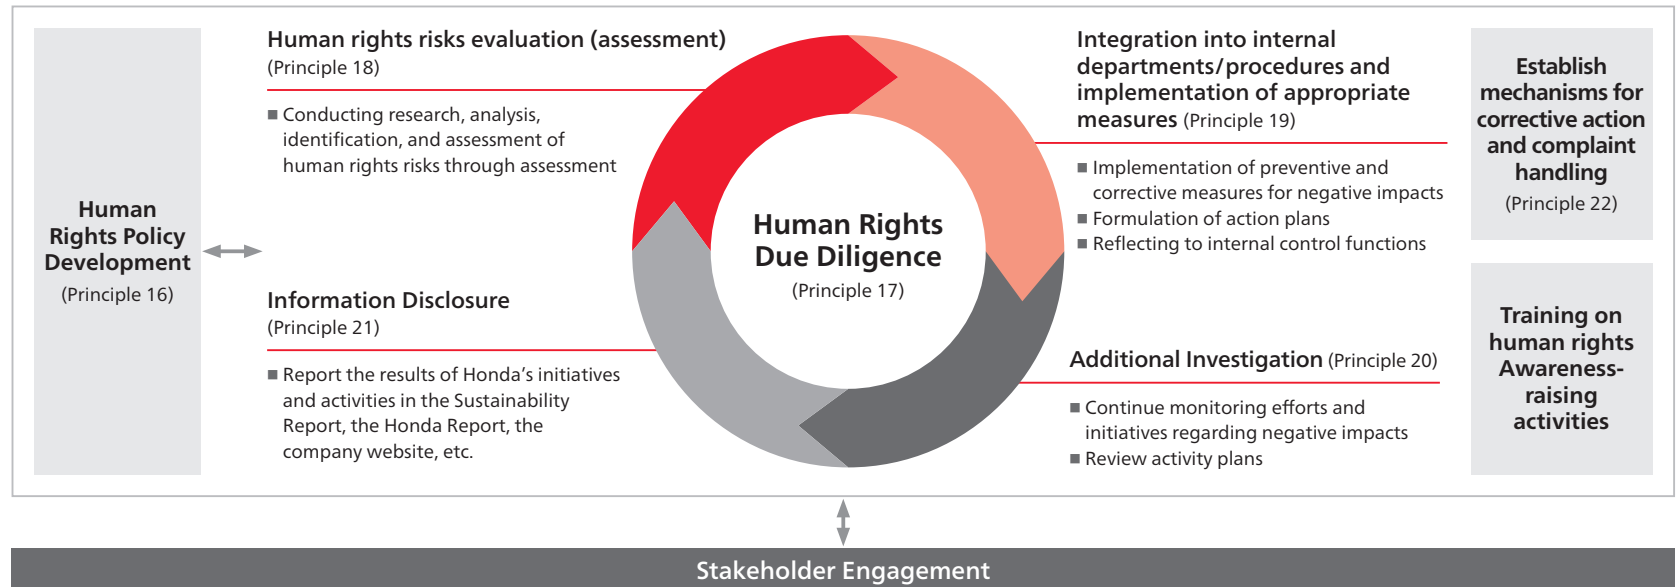 Human
Rights Policy
Development
(Principle 16)
Human rights risks evaluation (assessment)
(Principle 18)
■ Conducting research, analysis,
identification, and assessment of
human rights risks through assessment
Information Disclosure
(Principle 21)
■ Report the results of Honda’s initiatives
and activities in the Sustainability
Report, the Honda Report, the
company website, etc.
Human Rights
Due Diligence
(Principle 17)
Integration into internal
departments/procedures and
implementation of appropriate
measures (Principle 19)
■ Implementation of preventive and
corrective measures for negative impacts
■ Formulation of action plans
■ Reflecting to internal control functions
Additional Investigation (Principle 20)
■ Continue monitoring efforts and
initiatives regarding negative impacts
■ Review activity plans
Establish
mechanisms for
corrective action
and complaint
handling
(Principle 22)
Training on
human rights
Awareness-
raising
activities
Stakeholder Engagement